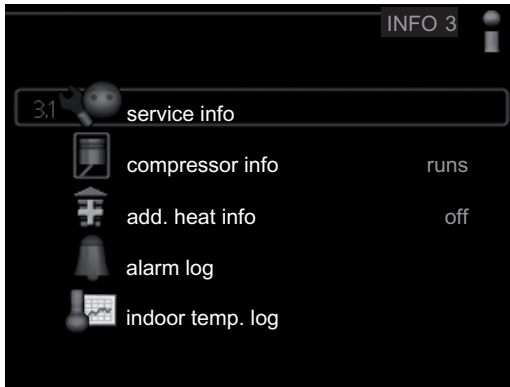 INFO 3
3.1 service info
compressor info runs
add. heat info off
alarm log
indoor temp. log